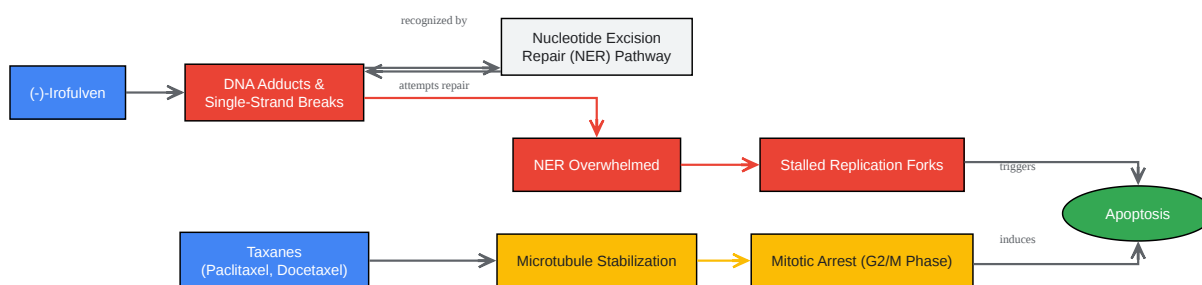 recognized by
Nucleotide Excision
Repair (NER) Pathway
(-)-Irofulven
DNA Adducts &
Single-Strand Breaks
attempts repair
NER Overwhelmed
Stalled Replication Forks
triggers
Apoptosis
Taxanes
(Paclitaxel, Docetaxel)
Microtubule Stabilization
Mitotic Arrest (G2/M Phase)
induces